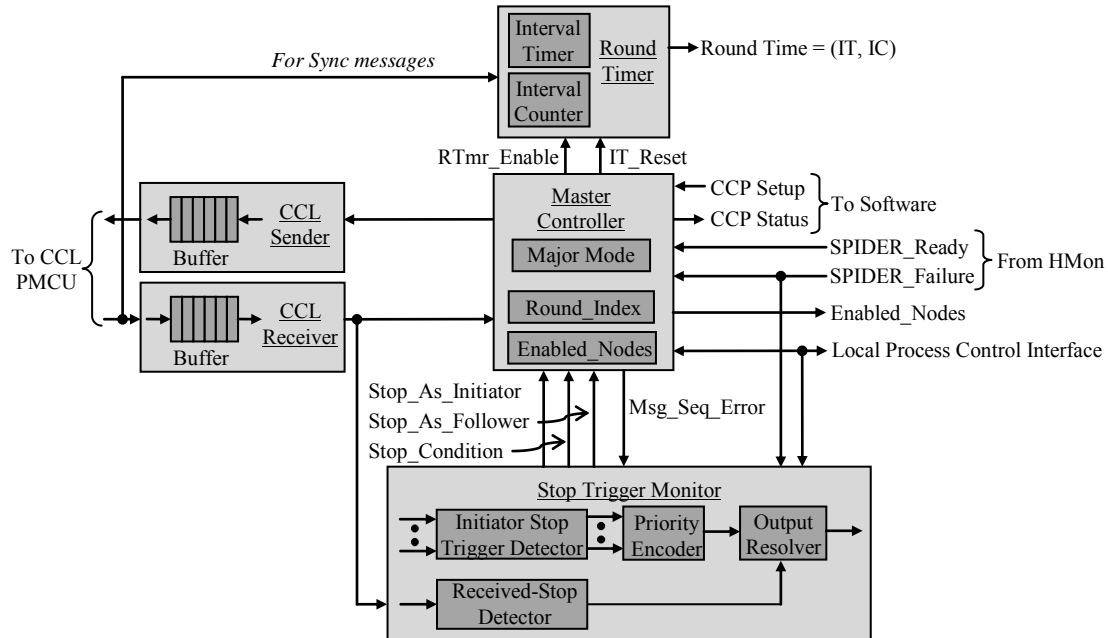 Interval
Timer
Round
Timer
Interval
Counter
Round Time = (IT, IC)
For Sync messages
RTmr_Enable
IT_Reset
CCL
Sender
Buffer
To CCL
PMCU
CCL
Receiver
Buffer
Master
Controller
Major Mode
Round_Index
Enabled_Nodes
CCP Setup
CCP Status
To Software
SPIDER_Ready
SPIDER_Failure
From HMon
Enabled_Nodes
Local Process Control Interface
Stop_As_Initiator
Stop_As_Follower
Stop_Condition
Msg_Seq_Error
Stop Trigger Monitor
Initiator Stop
Trigger Detector
Priority
Encoder
Output
Resolver
Received-Stop
Detector